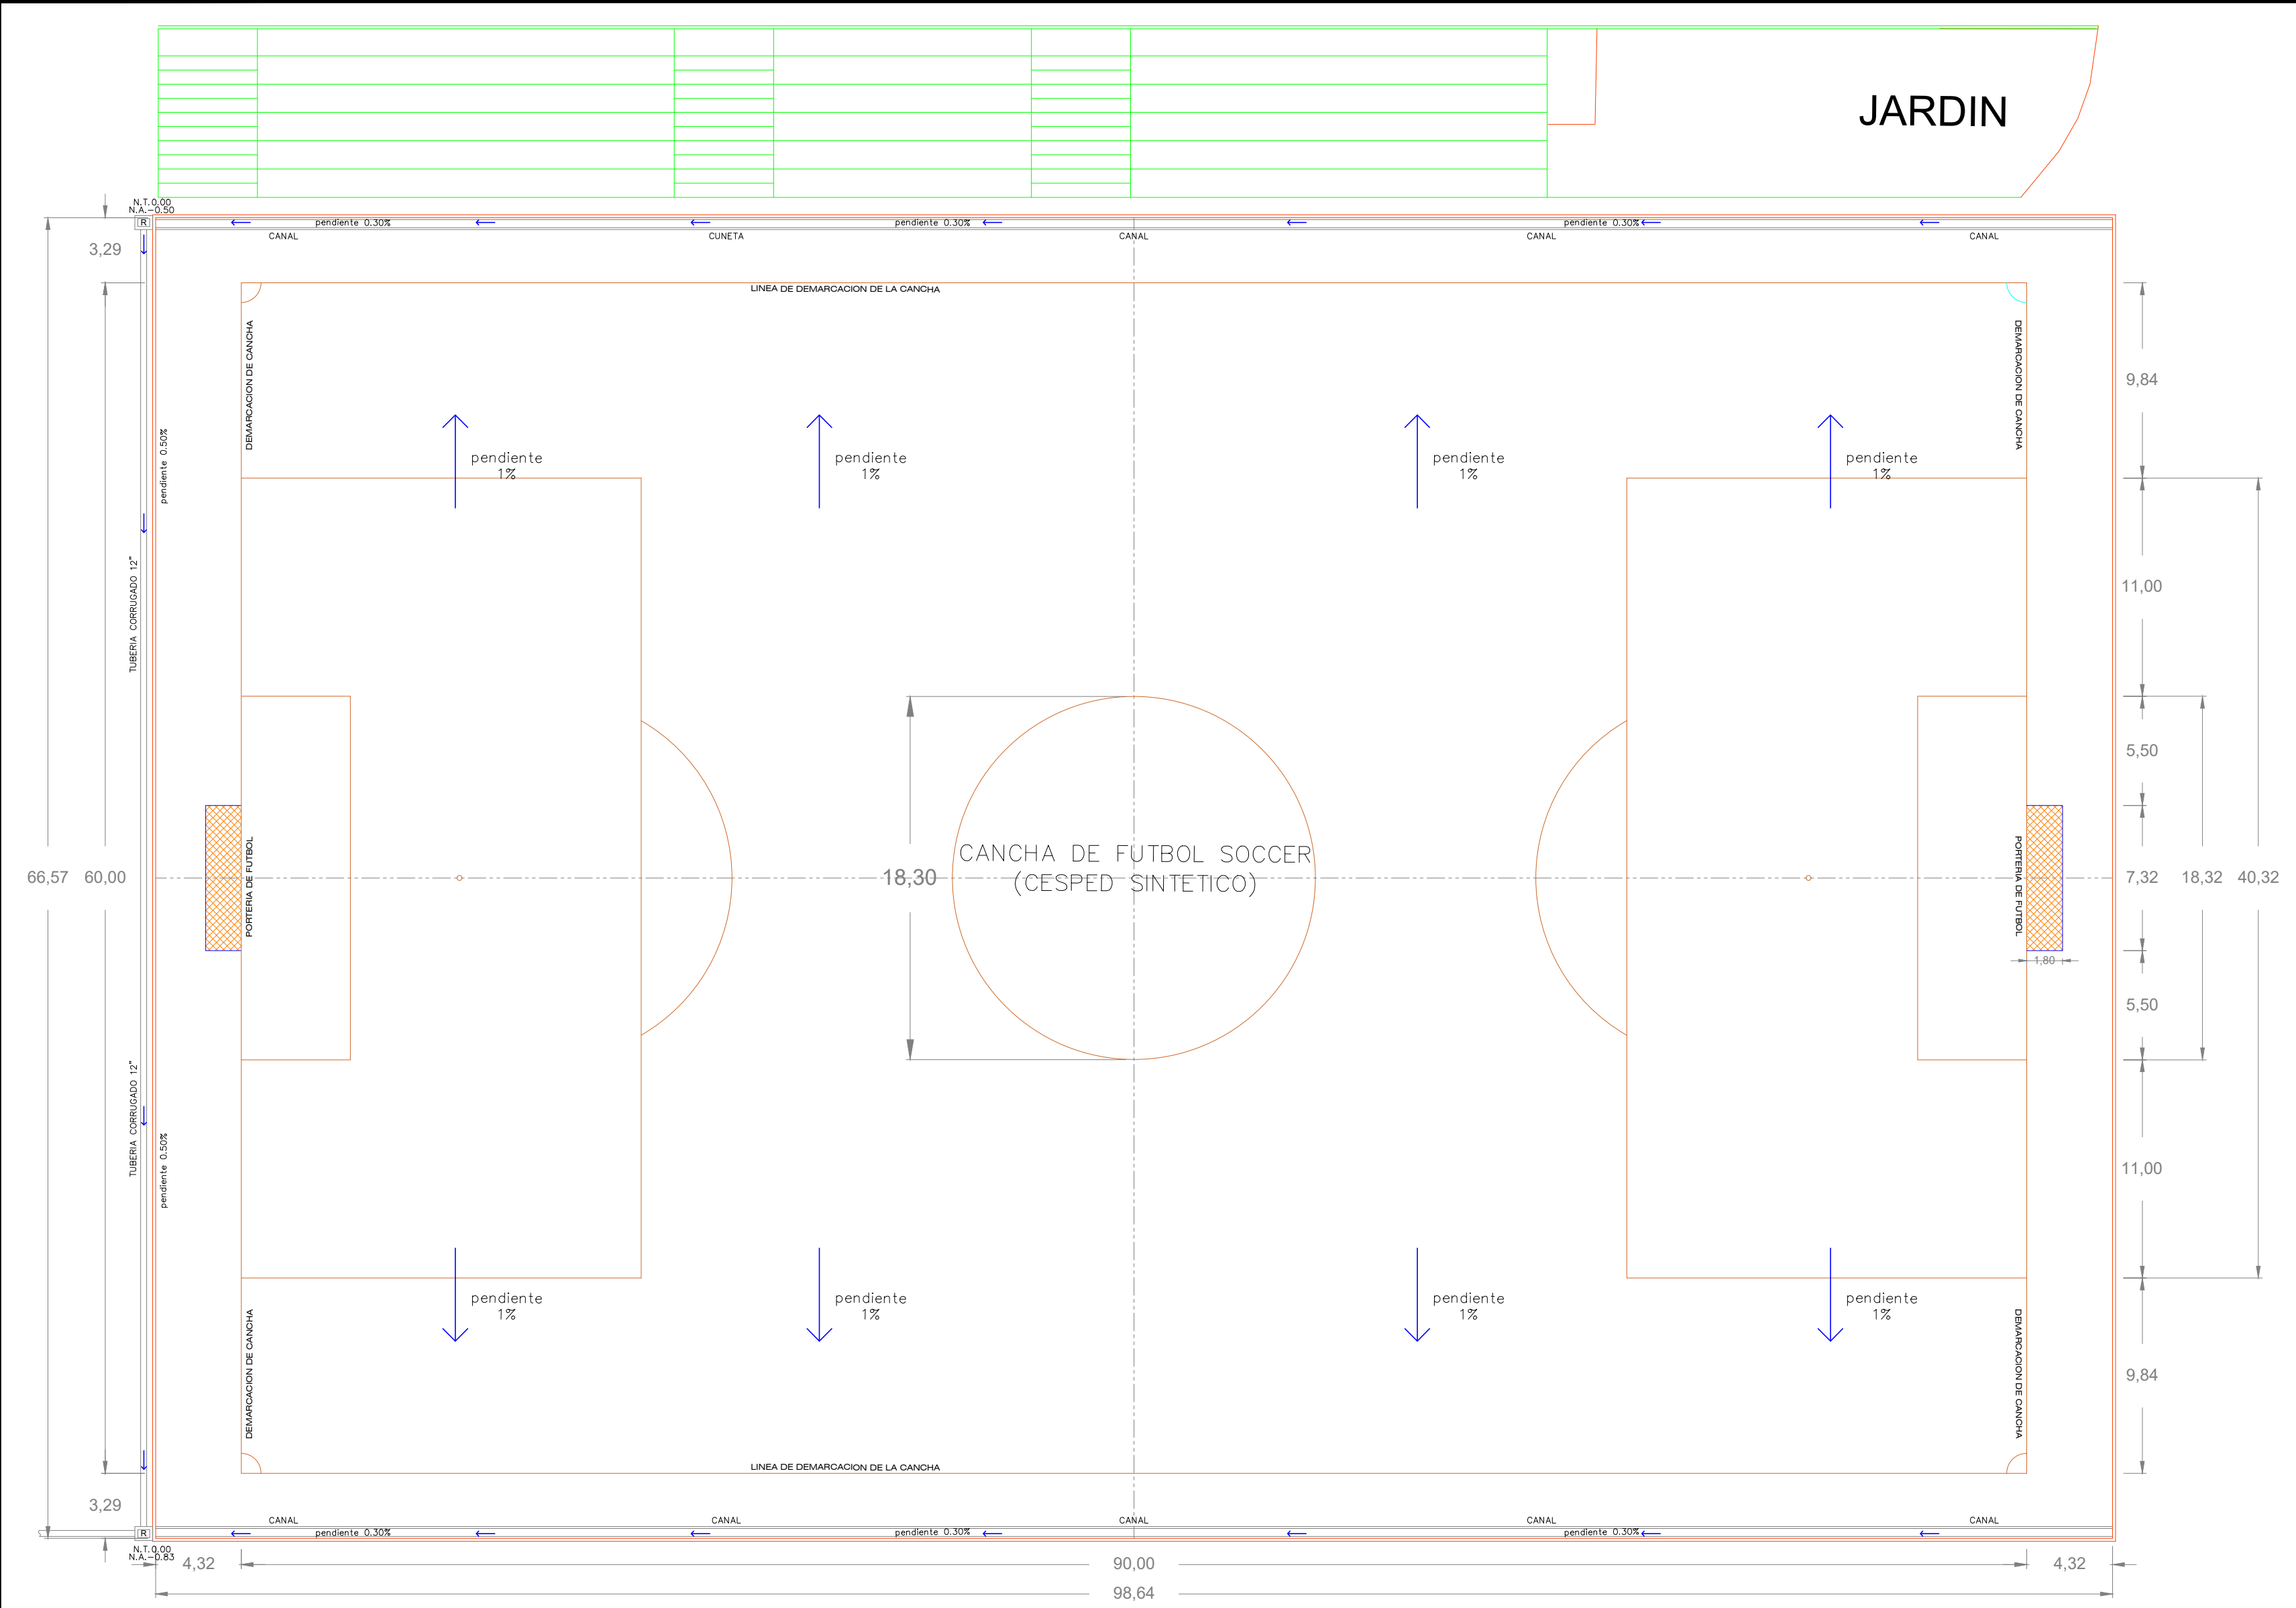 JARDIN
N.T.0.00
N.A.-0.50
R
pendiente 0.30%
pendiente 0.30%
pendiente 0.30%
CANAL
CUNETA
CANAL
CANAL
CANAL
3,29
LINEA DE DEMARCACION DE LA CANCHA
DEMARCACION DE CANCHA
DEMARCACION DE CANCHA
9,84
pendiente 0.50%
pendiente
1%
pendiente
1%
pendiente
1%
pendiente
1%
TUBERIA CORRUGADO 12"
11,00
5,50
66,57
60,00
PORTERIA DE FUTBOL
18,30
CANCHA DE FUTBOL SOCCER
(CESPED SINTETICO)
PORTERIA DE FUTBOL
7,32
18,32
40,32
1,80
5,50
TUBERIA CORRUGADO 12"
pendiente 0.50%
11,00
pendiente
1%
pendiente
1%
pendiente
1%
pendiente
1%
DEMARCACION DE CANCHA
DEMARCACION DE CANCHA
9,84
LINEA DE DEMARCACION DE LA CANCHA
3,29
CANAL
CANAL
CANAL
CANAL
CANAL
R
pendiente 0.30%
pendiente 0.30%
pendiente 0.30%
N.T.0.00
N.A.-0.83
4,32
90,00
4,32
98,64